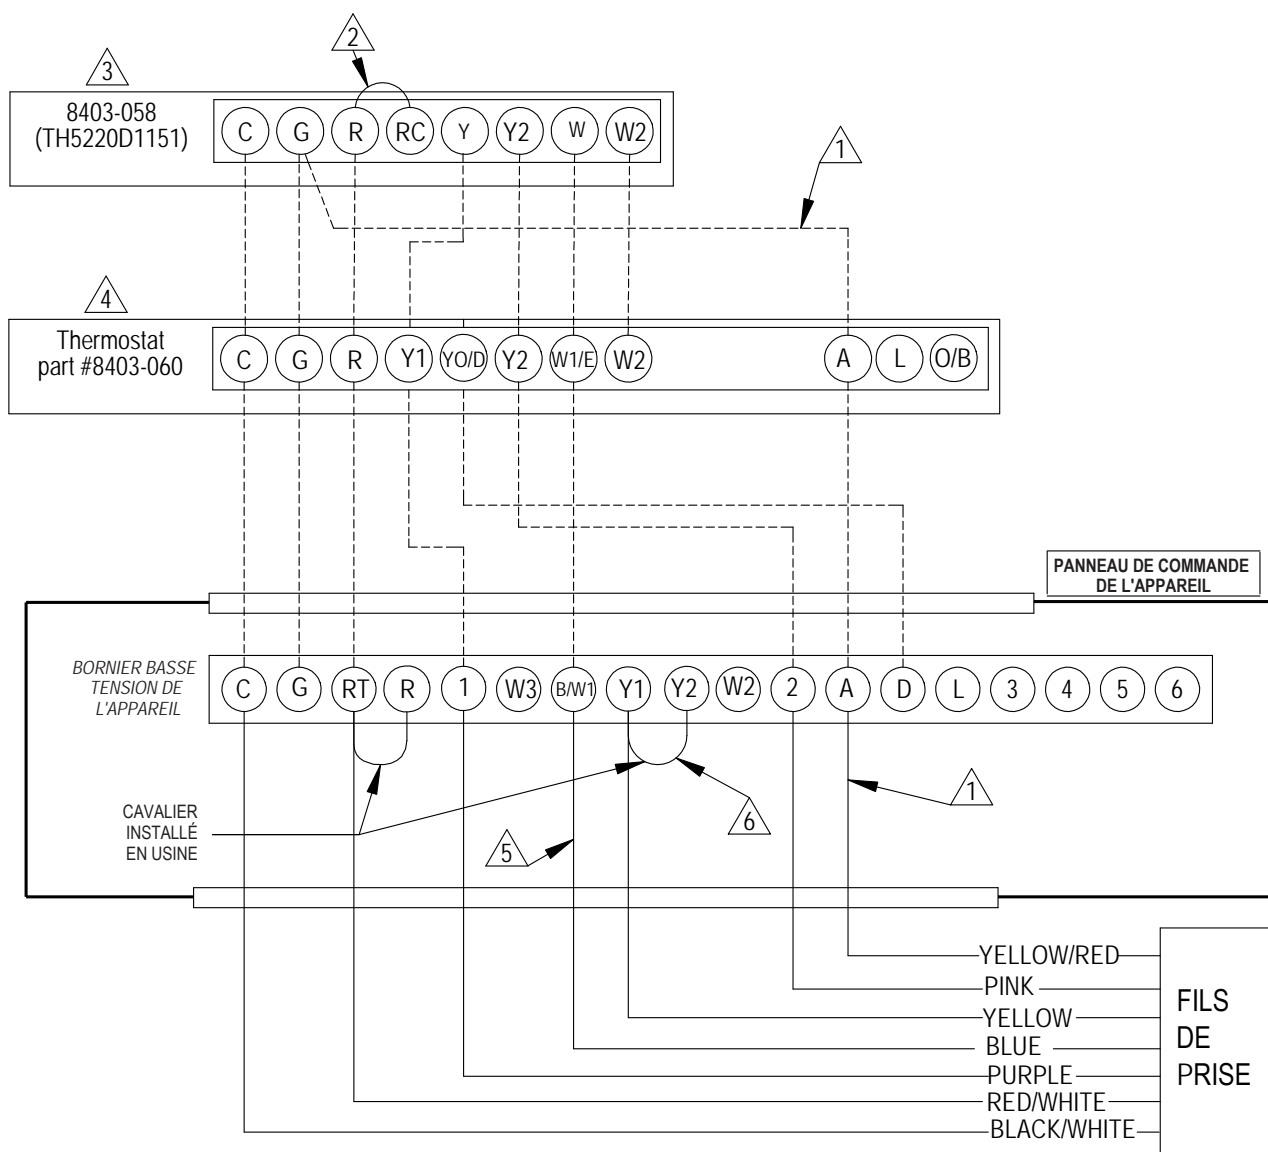 2
3
8403-058
(TH5220D1151)
C G R RC Y Y2 W W2
1
4
Thermostat
part #8403-060
C G R Y1 YO/D Y2 W1/E W2 A L O/B
PANNEAU DE COMMANDE
DE L'APPAREIL
BORNIER BASSE
TENSION DE
L'APPAREIL
C G RT R 1 W3 B/W1 Y1 Y2 W2 2 A D L 3 4 5 6
CAVALIER
INSTALLÉ
EN USINE
5
6
1
YELLOW/RED
PINK
YELLOW
BLUE
PURPLE
RED/WHITE
BLACK/WHITE
FILS
DE
PRISE